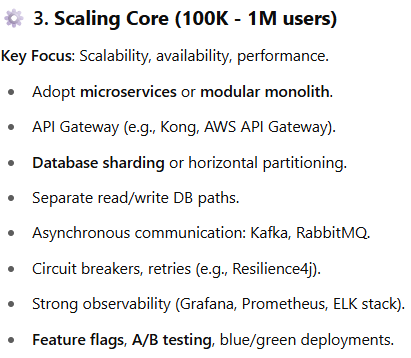 3. Scaling Core (100K - 1M users)
Key Focus: Scalability, availability, performance.
• Adopt microservices or modular monolith.
• API Gateway (e.g., Kong, AWS API Gateway).
• Database sharding or horizontal partitioning.
• Separate read/write DB paths.
• Asynchronous communication: Kafka, RabbitMQ.
• Circuit breakers, retries (e.g., Resilience4j).
• Strong observability (Grafana, Prometheus, ELK stack).
• Feature flags, A/B testing, blue/green deployments.